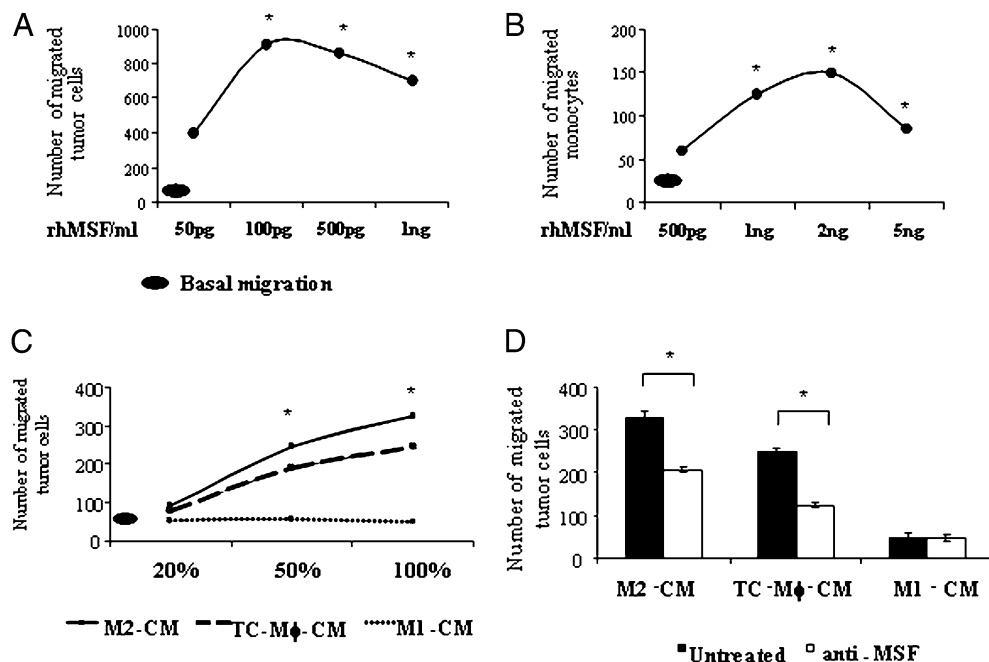 A
Number of migrated
tumor cells
1000
800
600
400
200
0
*
*
*
rhMSF/ml
50pg
100pg
500pg
1ng
Basal migration
B
Number of migrated
monocytes
200
150
100
50
0
*
*
*
rhMSF/ml
500pg
1ng
2ng
5ng
C
Number of migrated
tumor cells
400
300
200
100
0
*
*
20%
50%
100%
M2-CM
TC-Mϕ-CM
M1-CM
D
Number of migrated
tumor cells
400
300
200
100
0
*
*
M2-CM
TC-Mϕ-CM
M1-CM
Untreated
anti-MSF